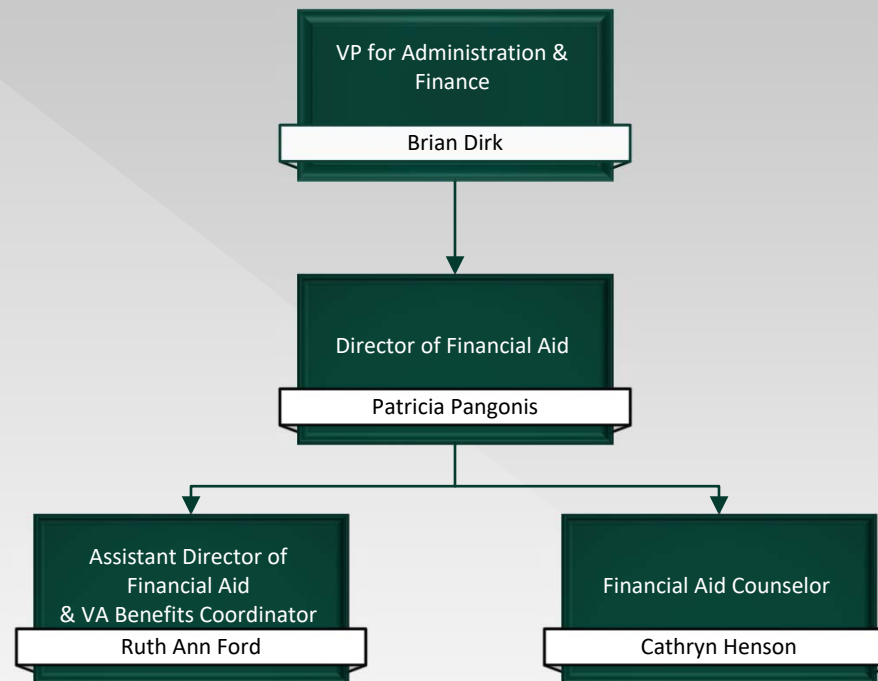 VP for Administration &
Finance
Brian Dirk
Director of Financial Aid
Patricia Pangonis
Assistant Director of
Financial Aid
& VA Benefits Coordinator
Ruth Ann Ford
Financial Aid Counselor
Cathryn Henson